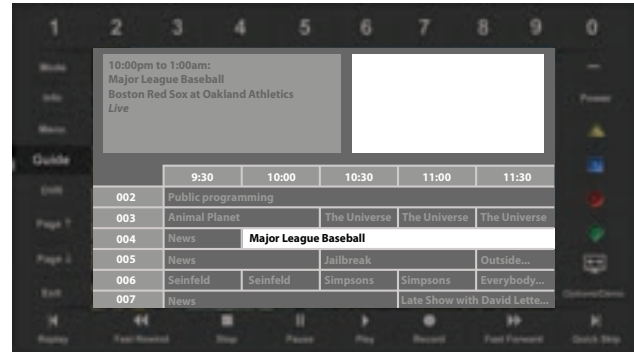 1 2 3 4 5 6 7 8 9 0
Mode
Info
Menu
Guide
Power
Page
Page
Exit
10:00pm to 1:00am:
Major League Baseball
Boston Red Sox at Oakland Athletics
Live
9:30 10:00 10:30 11:00 11:30
002 Public programming
003 Animal Planet The Universe The Universe The Universe
004 News Major League Baseball
005 News Jailbreak Outside...
006 Seinfeld Seinfeld Simpsons Simpsons Everybody...
007 News Late Show with David Lette...
Replay Fast Rewind Stop Pause Play Record Fast Forward Quick Skip